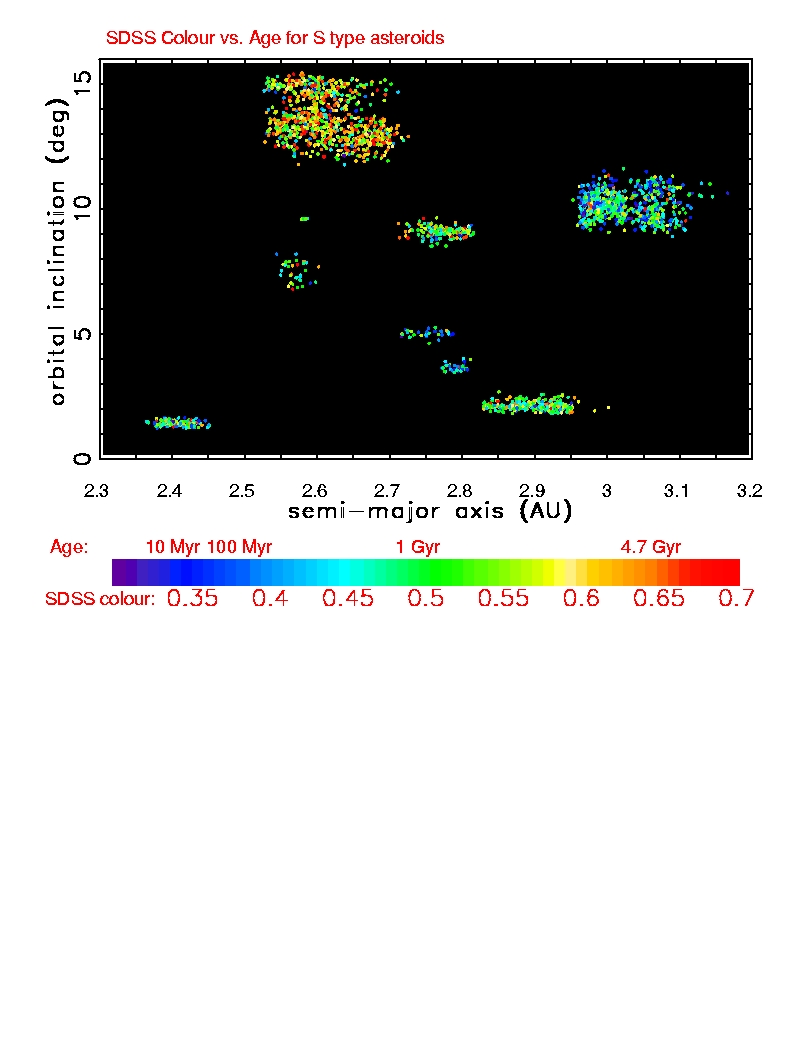 SDSS Colour vs. Age for S type asteroids
15
10
5
0
orbital inclination (deg)
2.3 2.4 2.5 2.6 2.7 2.8 2.9 3 3.1 3.2
semi-major axis (AU)
Age: 10 Myr 100 Myr 1 Gyr 4.7 Gyr
SDSS colour: 0.35 0.4 0.45 0.5 0.55 0.6 0.65 0.7